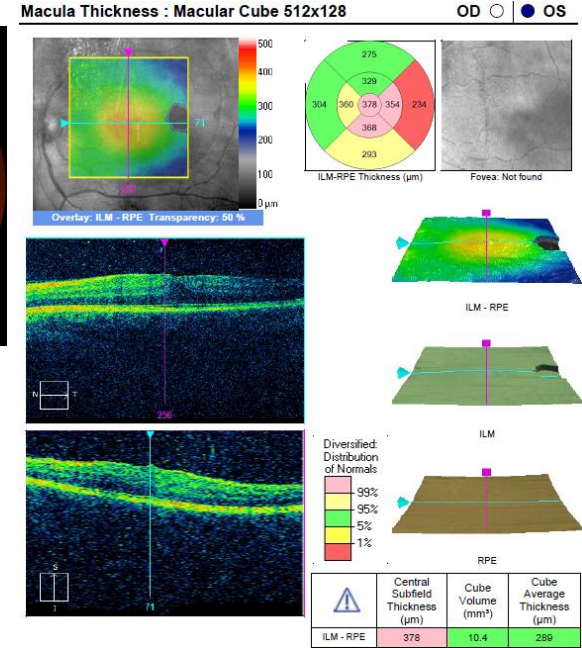 Macula Thickness : Macular Cube 512x128
OD OS
500
400
300
200
100
0 µm
71
Overlay: ILM - RPE Transparency: 50 %
275
329
304 360 378 354 234
368
293
ILM-RPE Thickness (µm)
Fovea: Not found
ILM - RPE
N T
256
ILM
Diversified:
Distribution
of Normals
99%
95%
5%
1%
RPE
S
I
71
Central Subfield Thickness (µm)
Cube Volume (mm³)
Cube Average Thickness (µm)
ILM - RPE 378 10.4 289